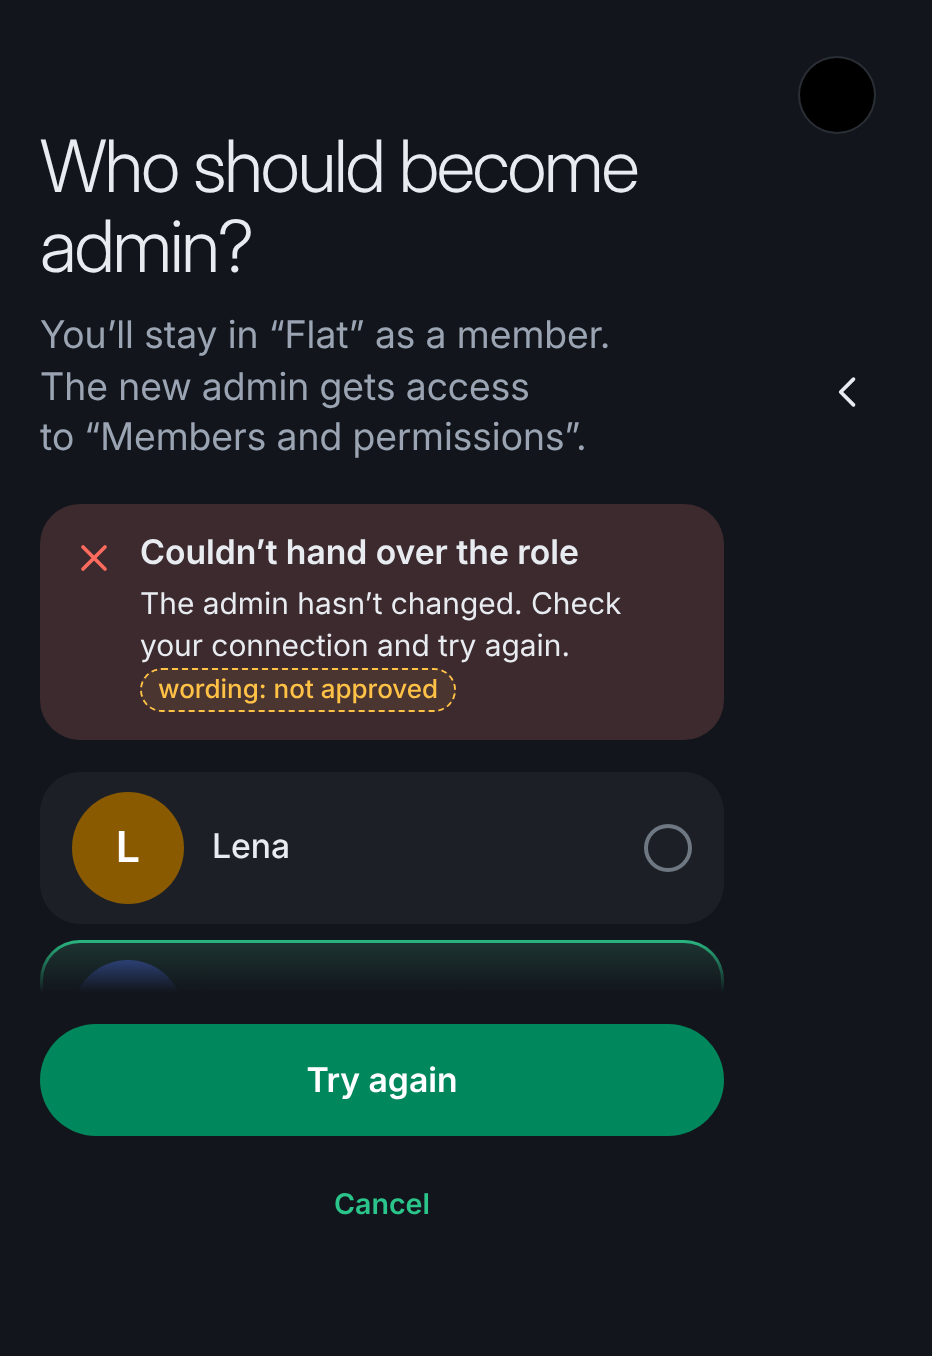 Who should become
admin?
You’ll stay in “Flat” as a member.
The new admin gets access
to “Members and permissions”.
Couldn’t hand over the role
The admin hasn’t changed. Check
your connection and try again.
wording: not approved
L
Lena
Try again
Cancel